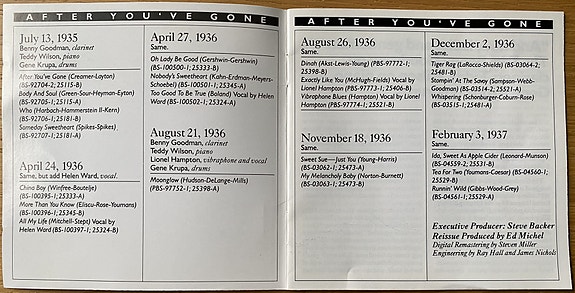 AFTER YOU'VE GONE
July 13, 1935
Benny Goodman, clarinet
Teddy Wilson, piano
Gene Krupa, drums
After You've Gone (Creamer-Layton)
(BS-92704-2; 25115-B)
Body And Soul (Green-Sour-Heyman-Eyton)
(BS-92705-1; 25115-A)
Who (Harbach-Hammerstein II-Kern)
(BS-92706-1; 25181-B)
Someday Sweetheart (Spikes-Spikes)
(BS-92707-1; 25181-A)
April 24, 1936
Same, but add Helen Ward, vocal.
China Boy (Winfree-Boutelje)
(BS-100395-1; 25333-A)
More Than You Know (Eliscu-Rose-Youmans)
(BS-100396-1; 25345-B)
All My Life (Mitchell-Stept) Vocal by
Helen Ward (BS-100397-1; 25324-B)
April 27, 1936
Same.
Oh Lady Be Good (Gershwin-Gershwin)
(BS-100500-1; 25333-B)
Nobody's Sweetheart (Kahn-Erdman-Meyers-
Schoebel) (BS-100501-1; 25345-A)
Too Good To Be True (Boland) Vocal by Helen
Ward (BS-100502-1; 25324-A)
August 21, 1936
Benny Goodman, clarinet
Teddy Wilson, piano
Lionel Hampton, vibraphone and vocal
Gene Krupa, drums
Moonglow (Hudson-DeLange-Mills)
(PBS-97752-1; 25398-A)
AFTER YOU'VE GONE
August 26, 1936
Same.
Dinah (Akst-Lewis-Young) (PBS-97772-1;
25398-B)
Exactly Like You (McHugh-Fields) Vocal by
Lionel Hampton (PBS-97773-1; 25406-B)
Vibraphone Blues (Hampton) Vocal by Lionel
Hampton (PBS-97774-1; 25521-B)
November 18, 1936
Same.
Sweet Sue—Just You (Young-Harris)
(BS-03062-1; 25473-A)
My Melancholy Baby (Norton-Burnett)
(BS-03063-1; 25473-B)
December 2, 1936
Same.
Tiger Rag (LaRocca-Shields) (BS-03064-2;
25481-B)
Stompin' At The Savoy (Sampson-Webb-
Goodman) (BS-03514-2; 25521-A)
Whispering (Schonburger-Coburn-Rose)
(BS-03515-1; 25481-A)
February 3, 1937
Same.
Ida, Sweet As Apple Cider (Leonard-Munson)
(BS-04559-2; 25531-B)
Tea For Two (Youmans-Caesar) (BS-04560-1;
25529-B)
Runnin' Wild (Gibbs-Wood-Grey)
(BS-04561-1; 25529-A)
Executive Producer: Steve Backer
Reissue Produced by Ed Michel
Digital Remastering by Steven Miller
Engineering by Ray Hall and James Nichols